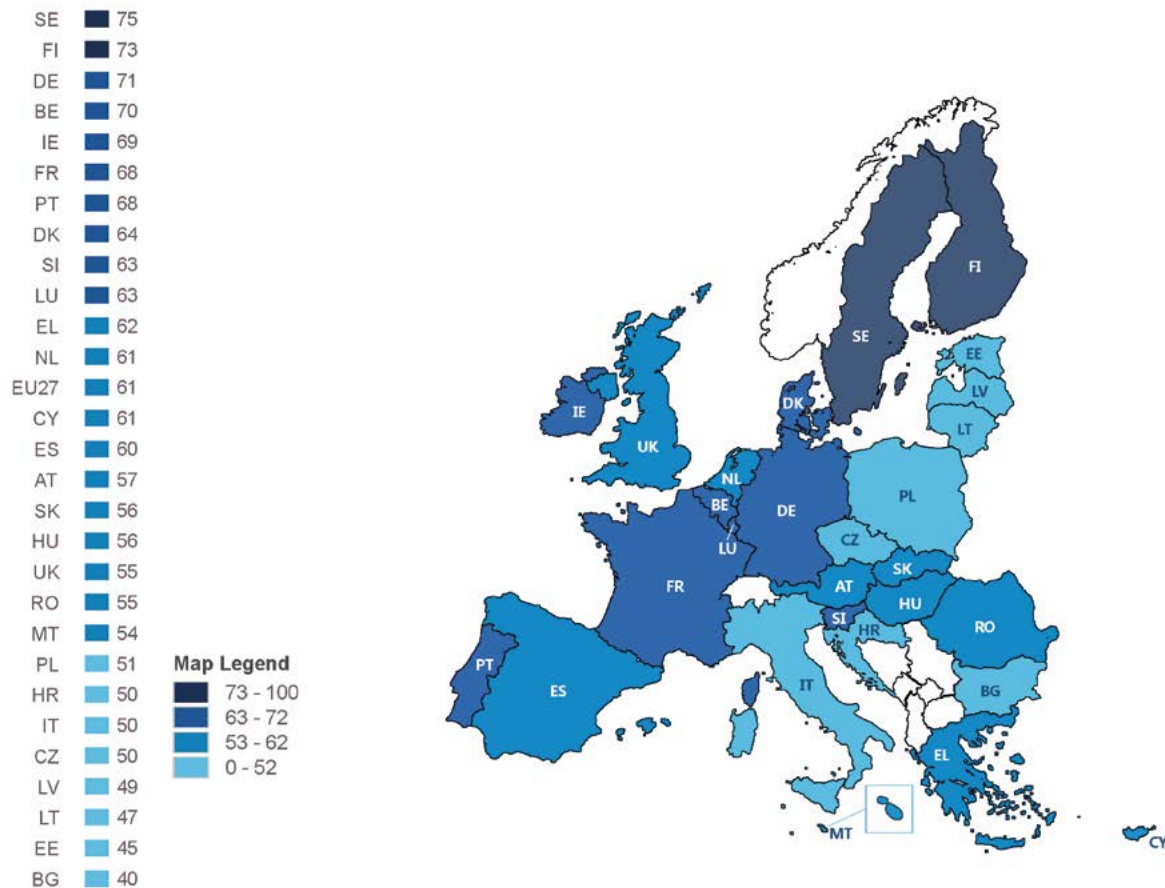 SE 75
FI 73
DE 71
BE 70
IE 69
FR 68
PT 68
DK 64
SI 63
LU 63
EL 62
NL 61
EU27 61
CY 61
ES 60
AT 57
SK 56
HU 56
UK 55
RO 55
MT 54
PL 51
HR 50
IT 50
CZ 50
LV 49
LT 47
EE 45
BG 40
Map Legend
73 - 100
63 - 72
53 - 62
0 - 52
FI
SE
EE
LV
LT
DK
IE
UK
NL
BE
DE
PL
LU
CZ
SK
FR
AT
HU
SI
HR
RO
PT
ES
IT
BG
EL
MT
CY